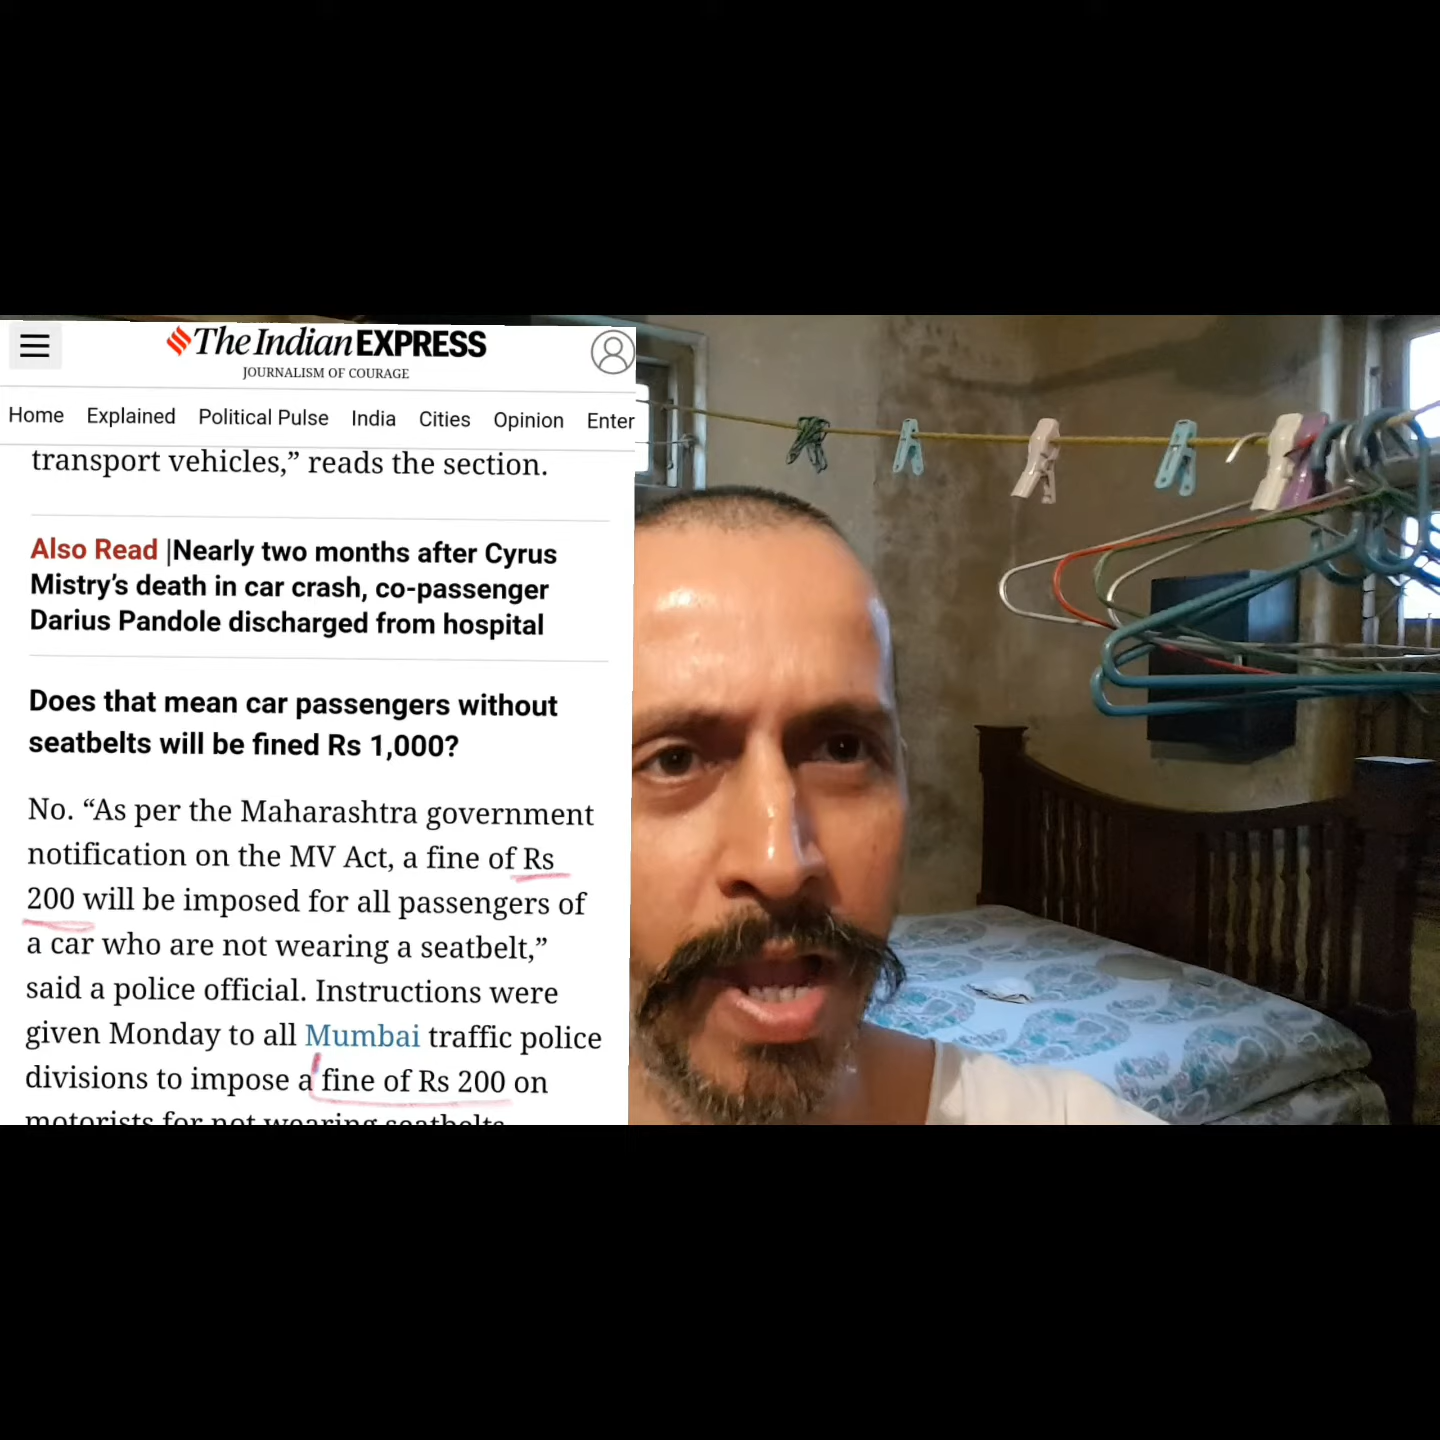 The Indian EXPRESS
JOURNALISM OF COURAGE
Home Explained Political Pulse India Cities Opinion Enter
transport vehicles,” reads the section.
Also Read |Nearly two months after Cyrus
Mistry’s death in car crash, co-passenger
Darius Pandole discharged from hospital
Does that mean car passengers without
seatbelts will be fined Rs 1,000?
No. “As per the Maharashtra government
notification on the MV Act, a fine of Rs
200 will be imposed for all passengers of
a car who are not wearing a seatbelt,”
said a police official. Instructions were
given Monday to all Mumbai traffic police
divisions to impose a fine of Rs 200 on
motorists for not wearing seatbelts